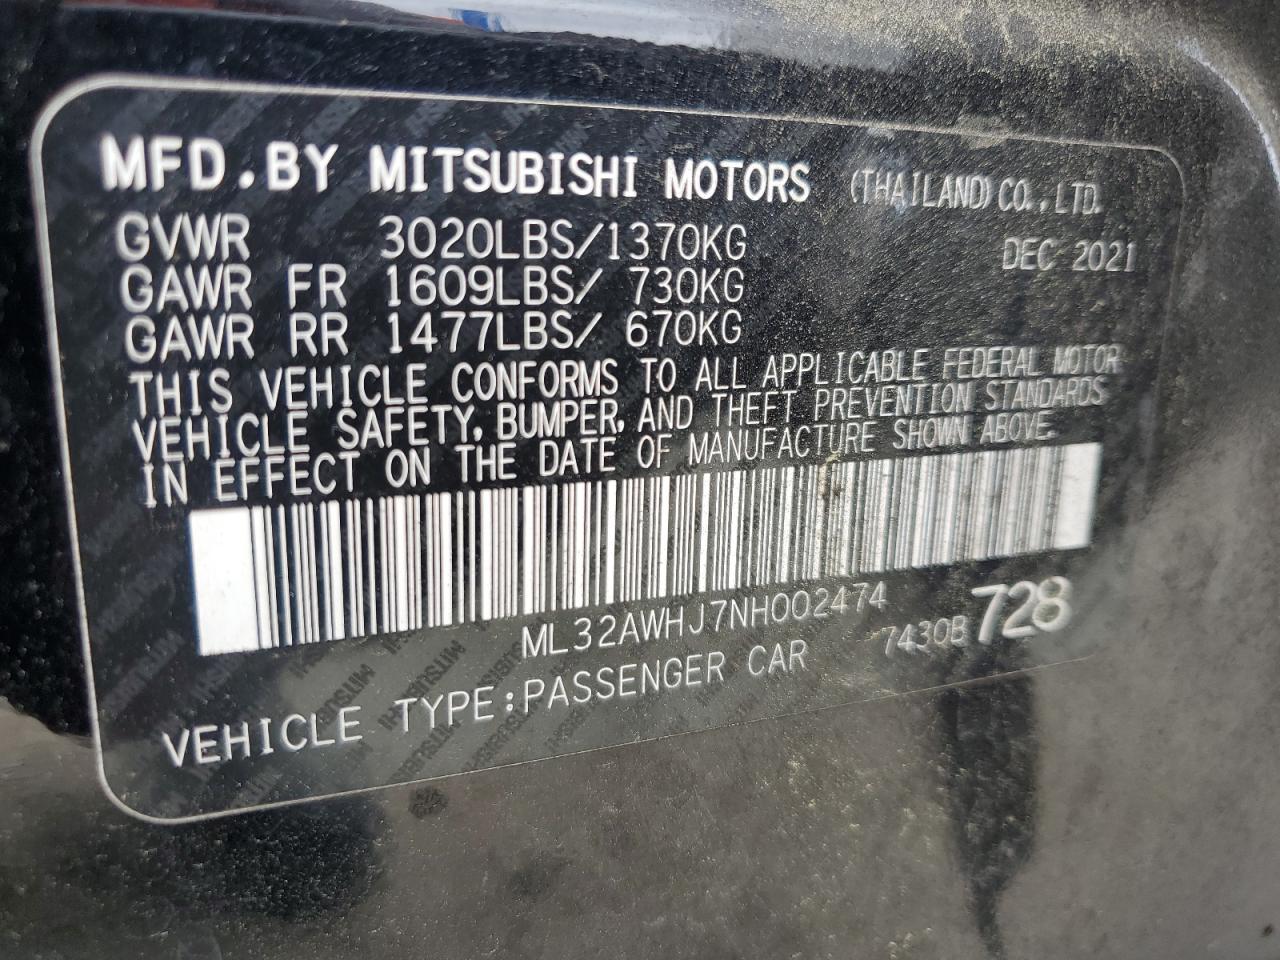 MFD.BY MITSUBISHI MOTORS (THAILAND) CO.,LTD.
GVWR 3020LBS/1370KG DEC 2021
GAWR FR 1609LBS/ 730KG
GAWR RR 1477LBS/ 670KG
THIS VEHICLE CONFORMS TO ALL APPLICABLE FEDERAL MOTOR
VEHICLE SAFETY, BUMPER, AND THEFT PREVENTION STANDARDS
IN EFFECT ON THE DATE OF MANUFACTURE SHOWN ABOVE.
ML32AWHJ7NH002474
7430B 728
VEHICLE TYPE:PASSENGER CAR